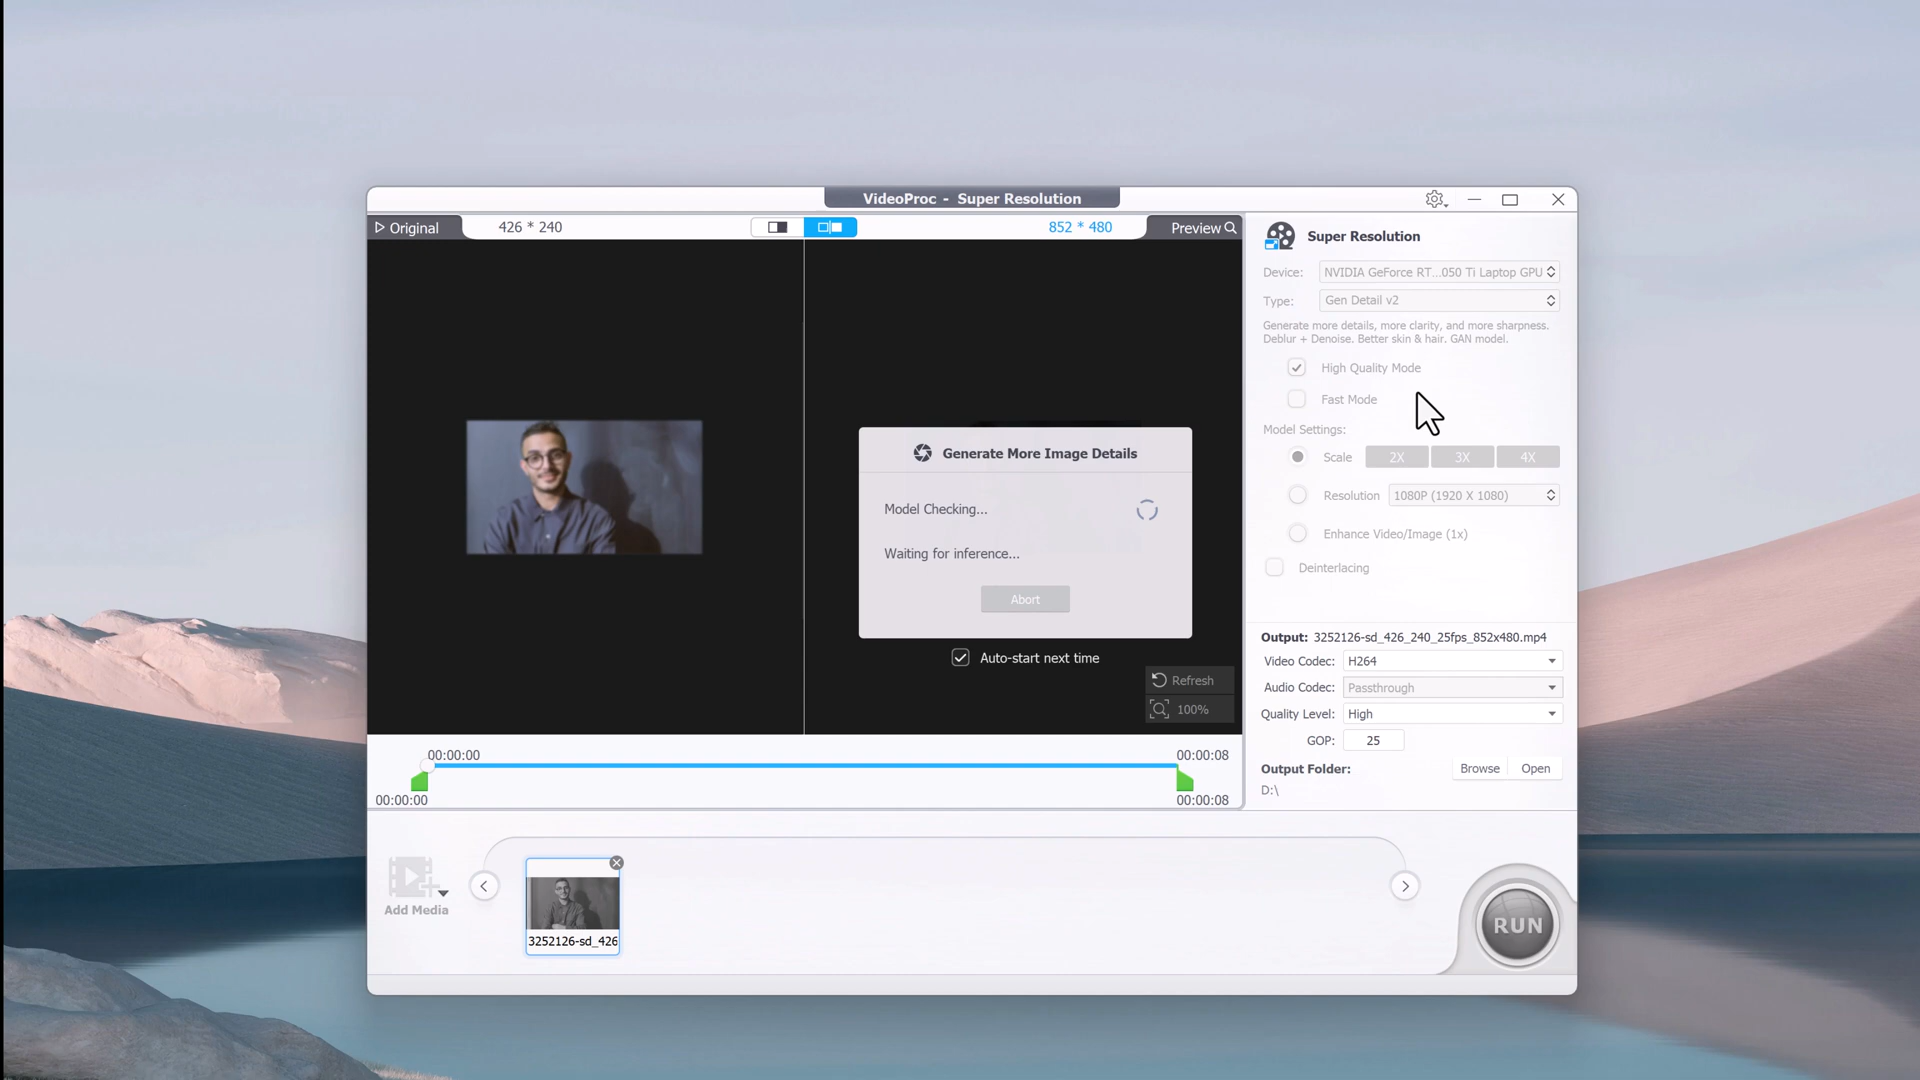 VideoProc - Super Resolution
Original
426 * 240
852 * 480
Preview
Super Resolution
Device: NVIDIA GeForce RT...050 Ti Laptop GPU
Type: Gen Detail v2
Generate more details, more clarity, and more sharpness.
Deblur + Denoise. Better skin & hair. GAN model.
High Quality Mode
Fast Mode
Model Settings:
Scale 2X 3X 4X
Resolution 1080P (1920 X 1080)
Enhance Video/Image (1x)
Deinterlacing
Generate More Image Details
Model Checking...
Waiting for inference...
Abort
Auto-start next time
Refresh
100%
Output: 3252126-sd_426_240_25fps_852x480.mp4
Video Codec: H264
Audio Codec: Passthrough
Quality Level: High
GOP: 25
Output Folder: Browse Open
D:\
00:00:00
00:00:08
00:00:00
00:00:08
Add Media
3252126-sd_426
RUN